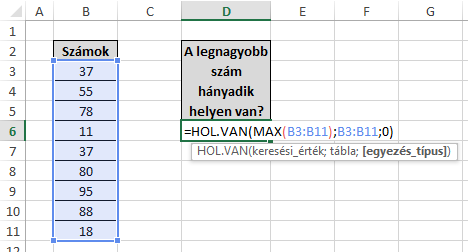 A B C D E F G
1
2 Számok A legnagyobb
3 37 szám
4 55 hányadik
5 78 helyen van?
6 11 =HOL.VAN(MAX(B3:B11);B3:B11;0)
7 37 HOL.VAN(keresési_érték; tábla; [egyezés_típus])
8 80
9 95
10 88
11 18
12